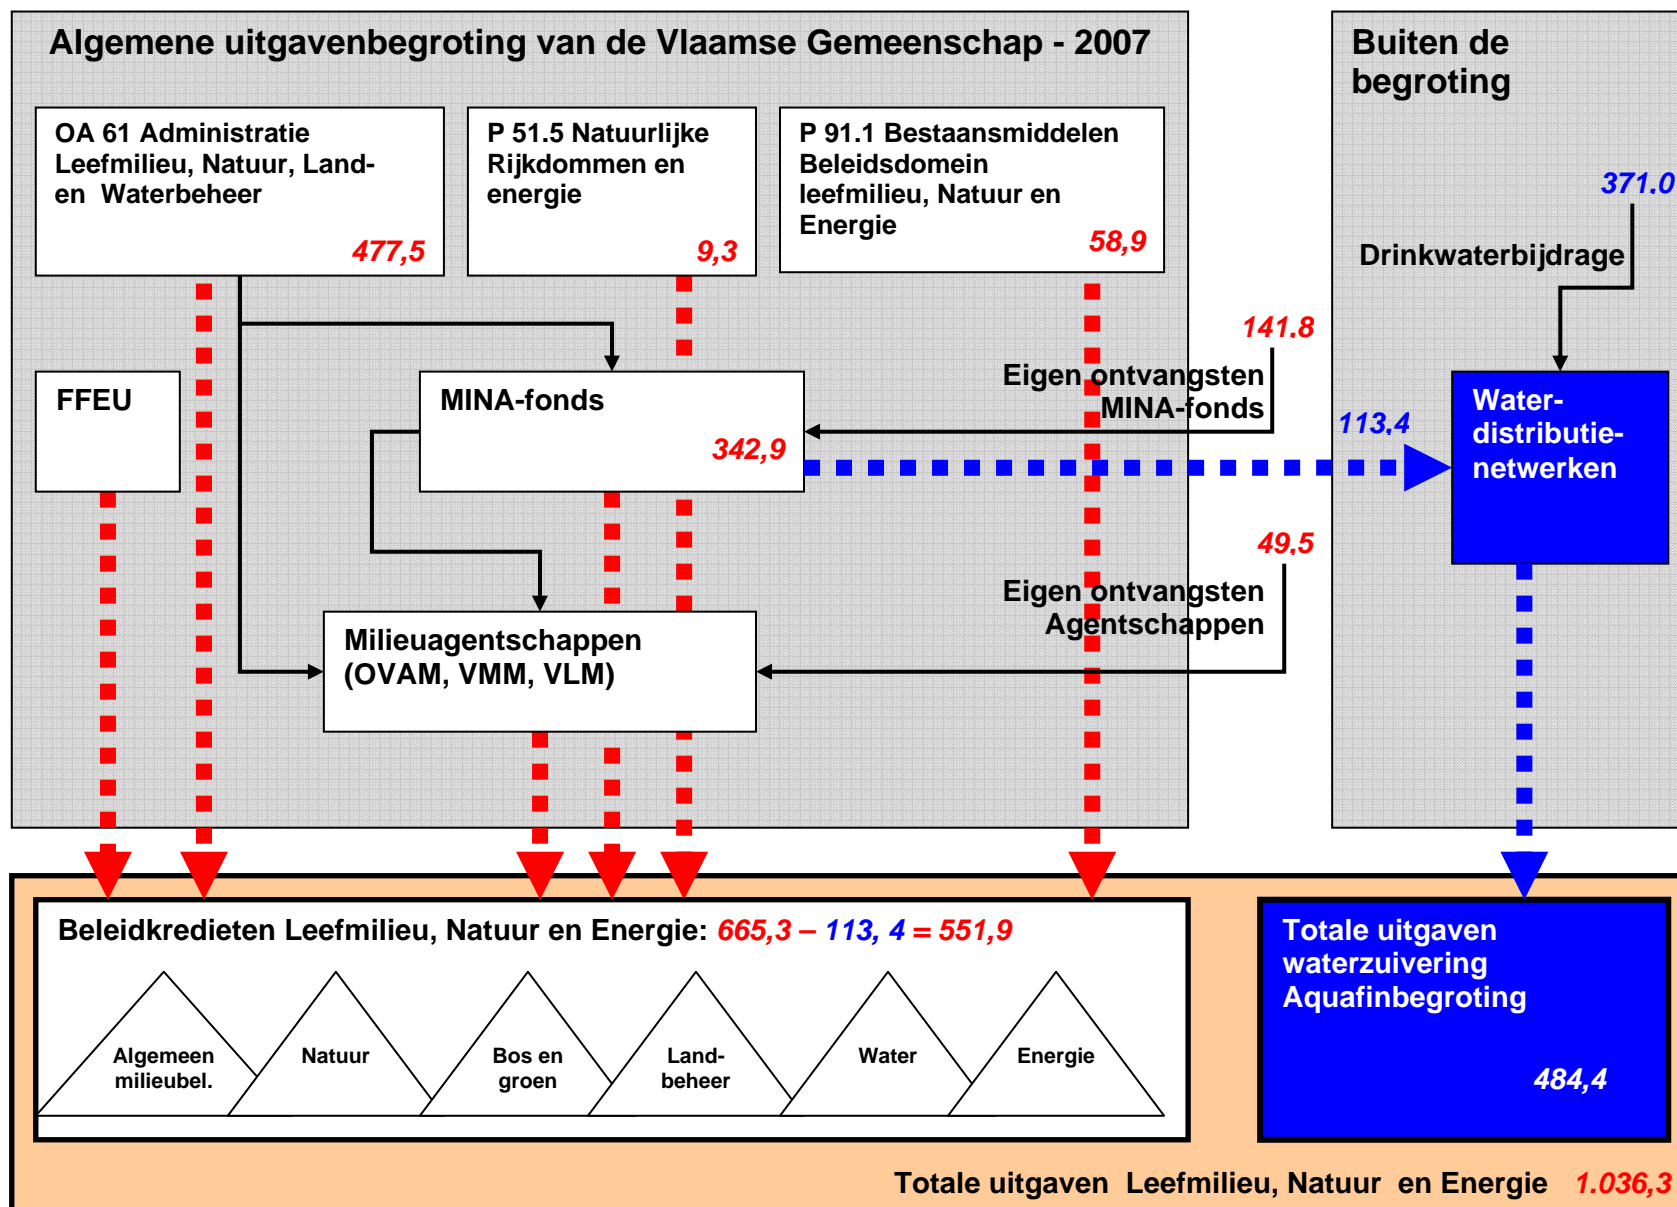 Algemene uitgavenbegroting van de Vlaamse Gemeenschap - 2007
Buiten de
begroting
OA 61 Administratie
Leefmilieu, Natuur, Land-
en Waterbeheer
477,5
P 51.5 Natuurlijke
Rijkdommen en
energie
9,3
P 91.1 Bestaansmiddelen
Beleidsdomein
leefmilieu, Natuur en
Energie
58,9
371.0
Drinkwaterbijdrage
141.8
Eigen ontvangsten
MINA-fonds
FFEU
MINA-fonds
342,9
113,4
Water-
distributie-
netwerken
49,5
Eigen ontvangsten
Agentschappen
Milieuagentschappen
(OVAM, VMM, VLM)
Beleidkredieten Leefmilieu, Natuur en Energie: 665,3 – 113, 4 = 551,9
Algemeen
milieubel.
Natuur
Bos en
groen
Land-
beheer
Water
Energie
Totale uitgaven
waterzuivering
Aquafinbegroting
484,4
Totale uitgaven Leefmilieu, Natuur en Energie 1.036,3